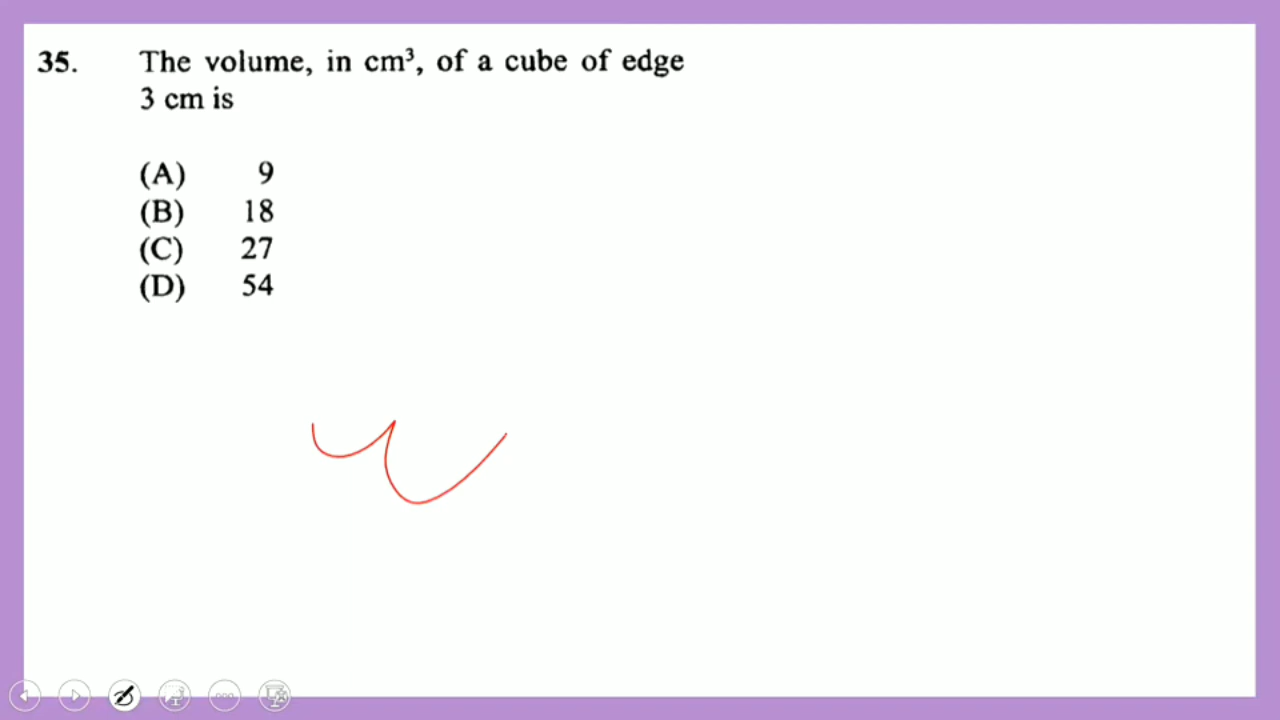 35. The volume, in cm³, of a cube of edge
3 cm is
(A) 9
(B) 18
(C) 27
(D) 54